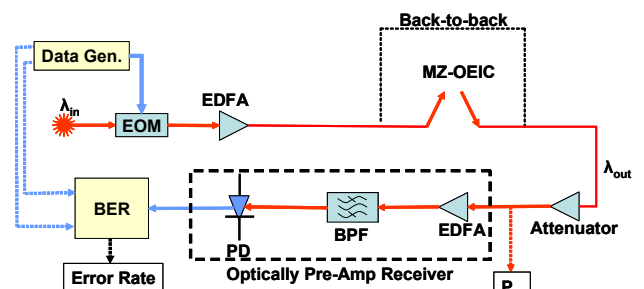 Back-to-back
Data Gen.
MZ-OEIC
λin
EDFA
EOM
λout
BER
PD
BPF
EDFA
Attenuator
Error Rate
Optically Pre-Amp Receiver
P